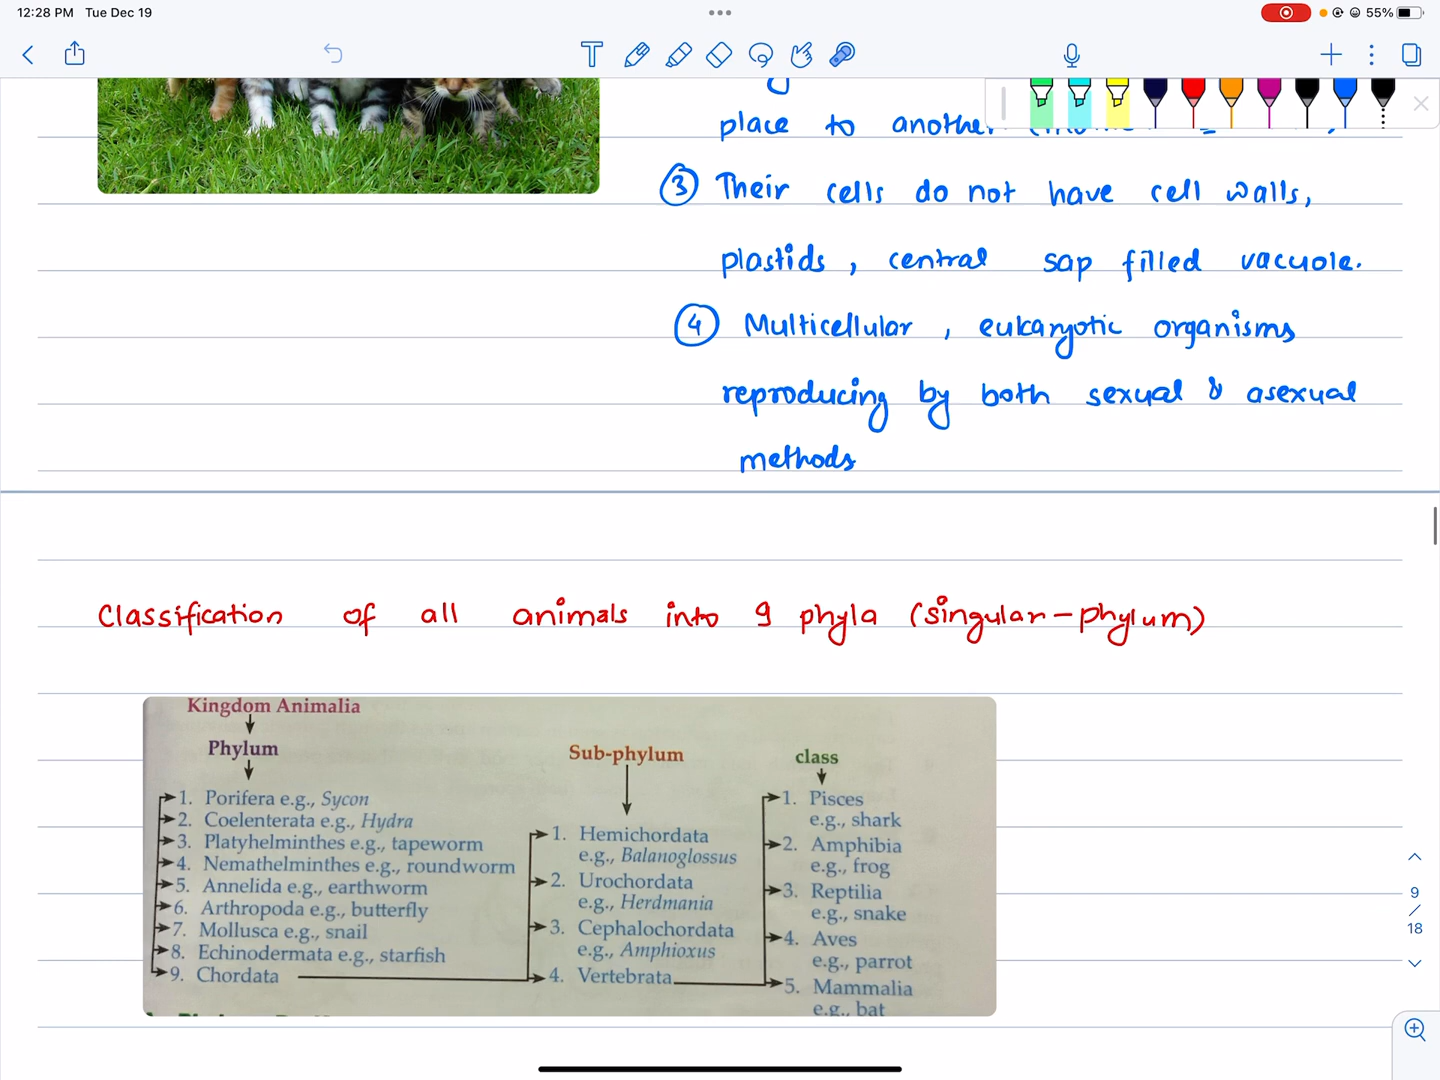 12:28 PM Tue Dec 19
55%
place to another
③ Their cells do not have cell walls,
plastids, central sap filled vacuole.
④ Multicellular, eukaryotic organisms
reproducing by both sexual & asexual
methods
Classification of all animals into 9 phyla (singular-phylum)
Kingdom Animalia
Phylum
1. Porifera e.g., Sycon
2. Coelenterata e.g., Hydra
3. Platyhelminthes e.g., tapeworm
4. Nemathelminthes e.g., roundworm
5. Annelida e.g., earthworm
6. Arthropoda e.g., butterfly
7. Mollusca e.g., snail
8. Echinodermata e.g., starfish
9. Chordata
Sub-phylum
1. Hemichordata
e.g., Balanoglossus
2. Urochordata
e.g., Herdmania
3. Cephalochordata
e.g., Amphioxus
4. Vertebrata
class
1. Pisces
e.g., shark
2. Amphibia
e.g., frog
3. Reptilia
e.g., snake
4. Aves
e.g., parrot
5. Mammalia
e.g., bat
9
/
18